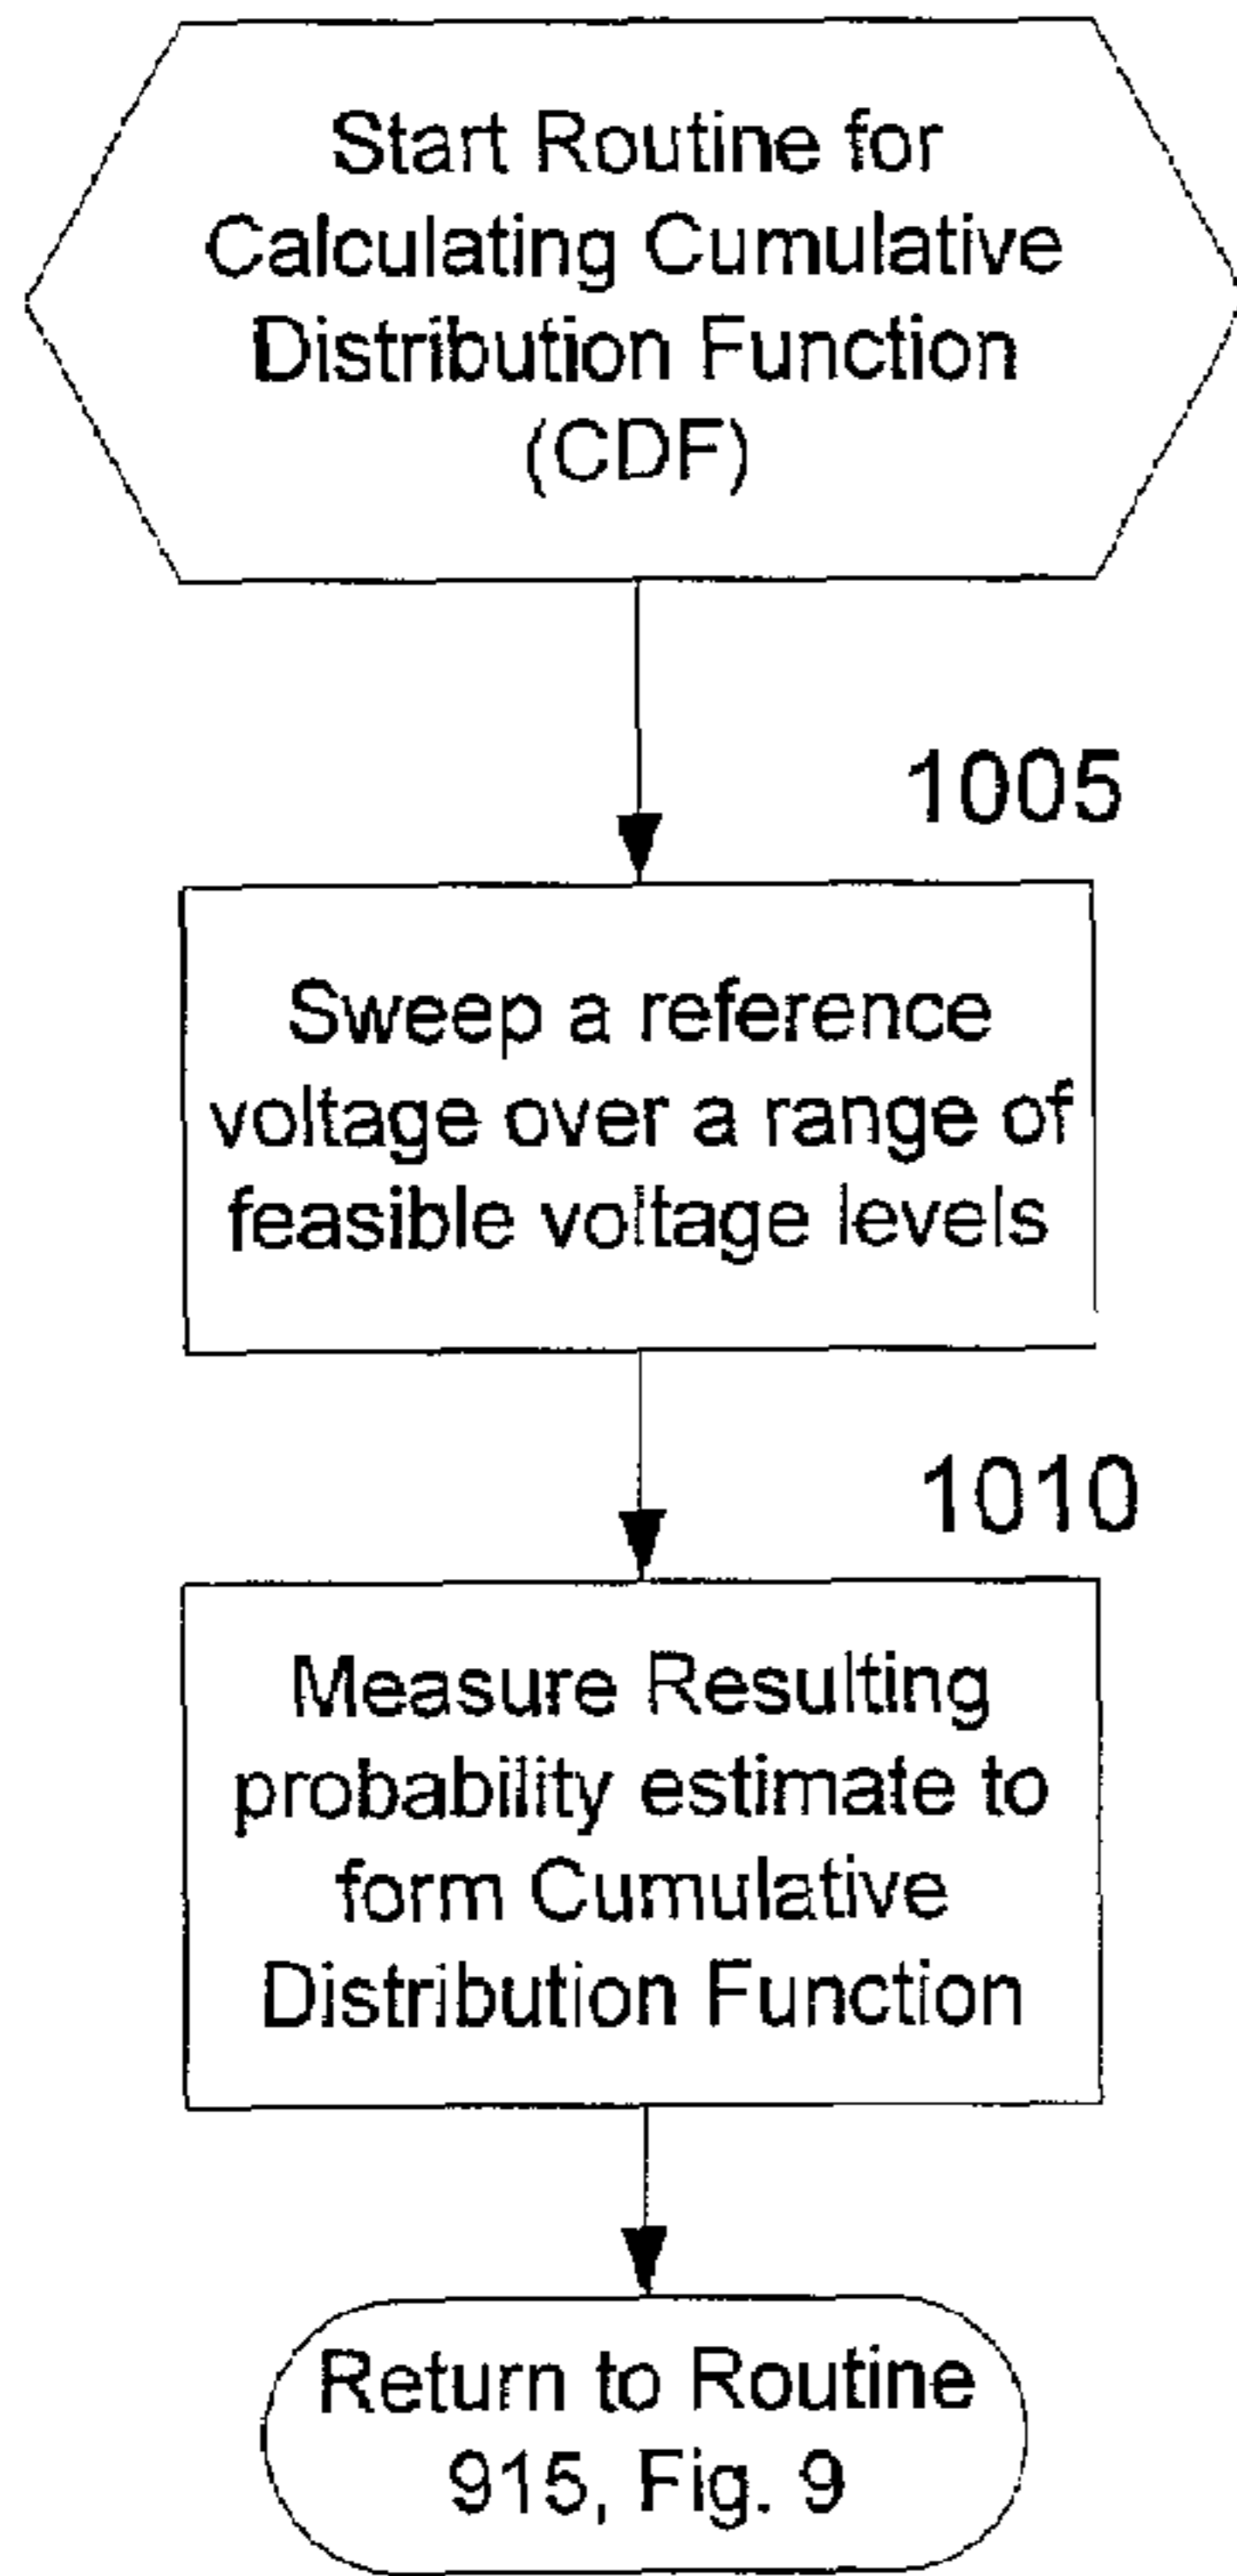 Start Routine for
Calculating Cumulative
Distribution Function
(CDF)
1005
Sweep a reference
voltage over a range of
feasible voltage levels
1010
Measure Resulting
probability estimate to
form Cumulative
Distribution Function
Return to Routine
915, Fig. 9